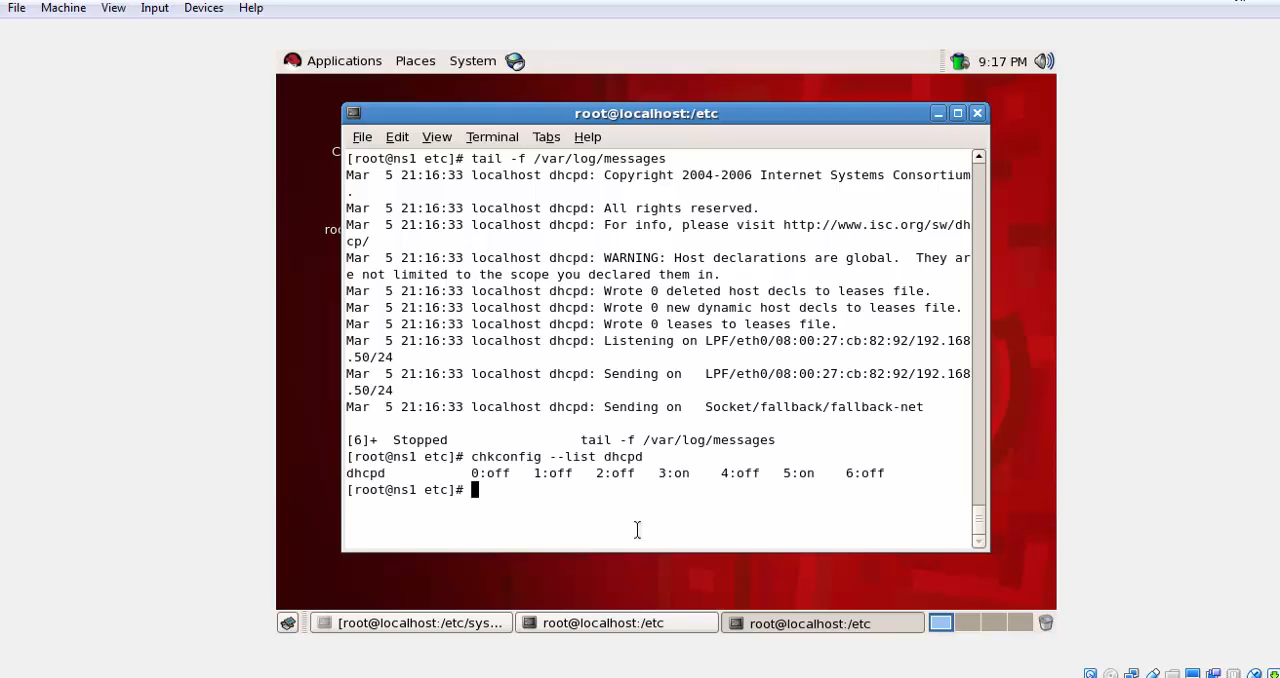 File Machine View Input Devices Help
Applications Places System 9:17 PM
root@localhost:/etc
File Edit View Terminal Tabs Help
[root@ns1 etc]# tail -f /var/log/messages
Mar  5 21:16:33 localhost dhcpd: Copyright 2004-2006 Internet Systems Consortium
.
Mar  5 21:16:33 localhost dhcpd: All rights reserved.
Mar  5 21:16:33 localhost dhcpd: For info, please visit http://www.isc.org/sw/dh
cp/
Mar  5 21:16:33 localhost dhcpd: WARNING: Host declarations are global.  They ar
e not limited to the scope you declared them in.
Mar  5 21:16:33 localhost dhcpd: Wrote 0 deleted host decls to leases file.
Mar  5 21:16:33 localhost dhcpd: Wrote 0 new dynamic host decls to leases file.
Mar  5 21:16:33 localhost dhcpd: Wrote 0 leases to leases file.
Mar  5 21:16:33 localhost dhcpd: Listening on LPF/eth0/08:00:27:cb:82:92/192.168
.50/24
Mar  5 21:16:33 localhost dhcpd: Sending on   LPF/eth0/08:00:27:cb:82:92/192.168
.50/24
Mar  5 21:16:33 localhost dhcpd: Sending on   Socket/fallback/fallback-net
[6]+  Stopped                 tail -f /var/log/messages
[root@ns1 etc]# chkconfig --list dhcpd
dhcpd           0:off   1:off   2:off   3:on    4:off   5:on    6:off
[root@ns1 etc]#
[root@localhost:/etc/sys... root@localhost:/etc root@localhost:/etc